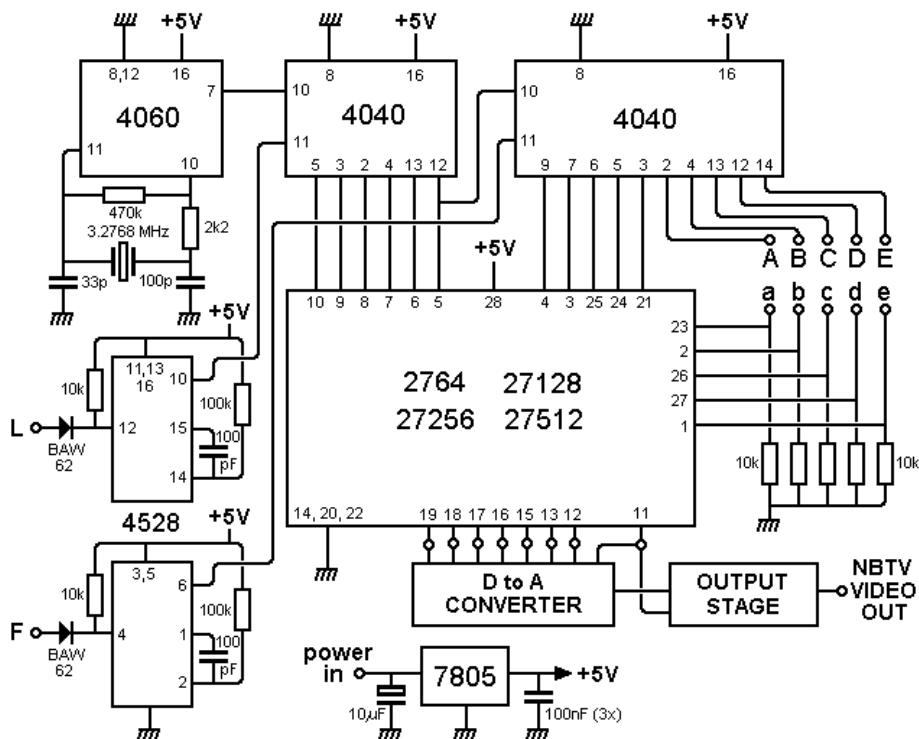 +5V +5V +5V
8,12 16 8 16 8 16
7 10 10
4060 4040 4040
11 11 11
10 5 3 2 4 13 12 9 7 6 5 3 2 4 13 12 14
470k
3.2768 MHz
2k2
33p 100p
+5V
A B C D E
10 9 8 7 6 5 28 4 3 25 24 21
a b c d e
+5V
11,13
16
10
10k
100k
L
12
15
100
pF
14
BAW
62
2764 27128
27256 27512
23
2
26
27
1
10k 10k
14, 20, 22 19 18 17 16 15 13 12 11
4528
+5V
3,5
6
10k
100k
F
4
1
100
pF
2
BAW
62
D to A
CONVERTER
OUTPUT
STAGE
NBTV
VIDEO
OUT
power
in
7805
+5V
10µF
100nF (3x)